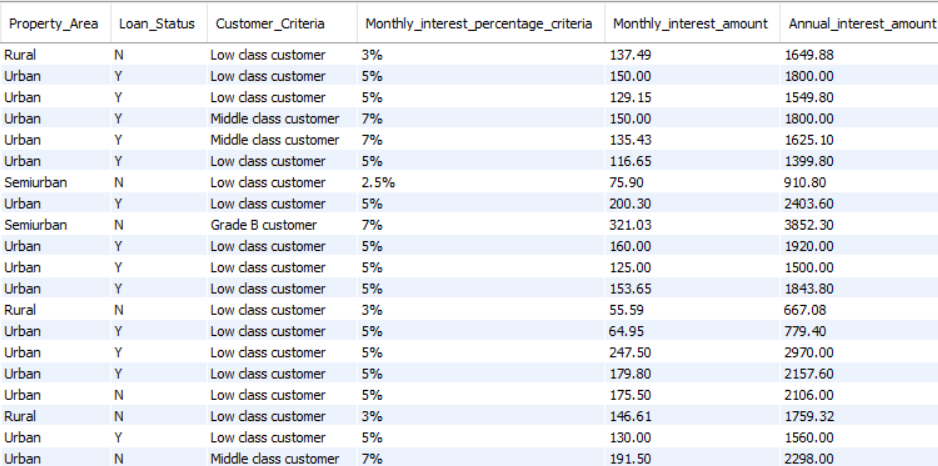 Property_Area Loan_Status Customer_Criteria Monthly_interest_percentage_criteria Monthly_interest_amount Annual_interest_amount
Rural N Low class customer 3% 137.49 1649.88
Urban Y Low class customer 5% 150.00 1800.00
Urban Y Low class customer 5% 129.15 1549.80
Urban Y Middle class customer 7% 150.00 1800.00
Urban Y Middle class customer 7% 135.43 1625.10
Urban Y Low class customer 5% 116.65 1399.80
Semiurban N Low class customer 2.5% 75.90 910.80
Urban Y Low class customer 5% 200.30 2403.60
Semiurban N Grade B customer 7% 321.03 3852.30
Urban Y Low class customer 5% 160.00 1920.00
Urban Y Low class customer 5% 125.00 1500.00
Urban Y Low class customer 5% 153.65 1843.80
Rural N Low class customer 3% 55.59 667.08
Urban Y Low class customer 5% 64.95 779.40
Urban Y Low class customer 5% 247.50 2970.00
Urban Y Low class customer 5% 179.80 2157.60
Urban N Low class customer 5% 175.50 2106.00
Rural N Low class customer 3% 146.61 1759.32
Urban Y Low class customer 5% 130.00 1560.00
Urban N Middle class customer 7% 191.50 2298.00